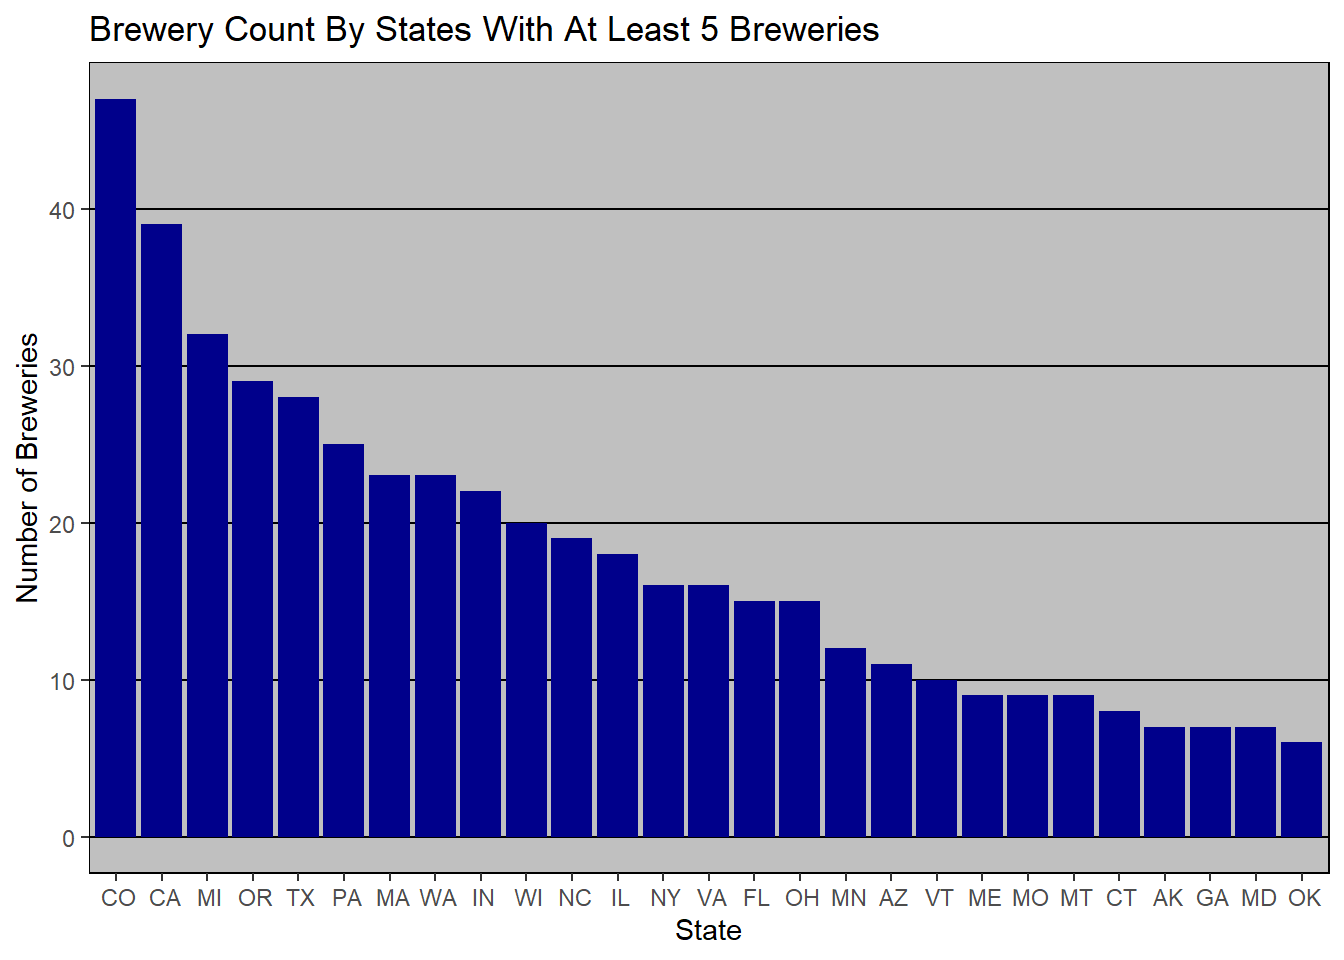 Brewery Count By States With At Least 5 Breweries
Number of Breweries
40
30
20
10
0
CO CA MI OR TX PA MA WA IN WI NC IL NY VA FL OH MN AZ VT ME MO MT CT AK GA MD OK
State